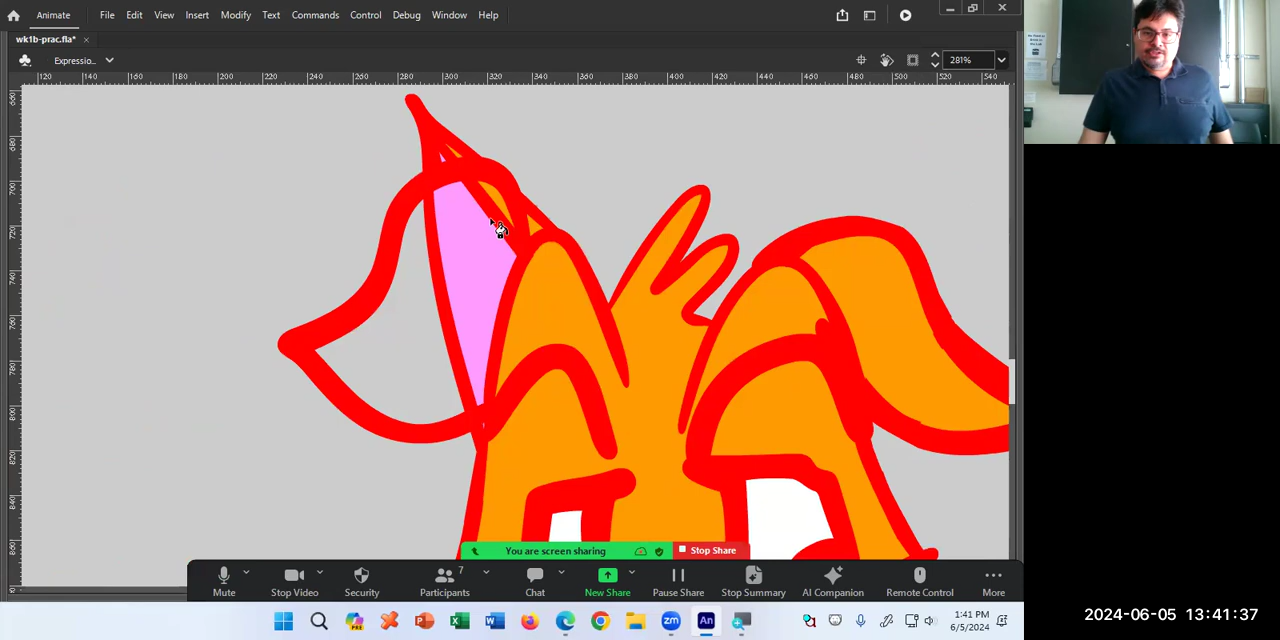 Animate File Edit View Insert Modify Text Commands Control Debug Window Help
wk1b-prac.fla*
Expressio... 281%
120 140 160 180 200 220 240 260 280 300 320 340 360 380 400 420 440 460 480 500 520 540
You are screen sharing Stop Share
7
Mute Stop Video Security Participants Chat New Share Pause Share Stop Summary AI Companion Remote Control More
1:41 PM
6/5/2024
2024-06-05 13:41:37